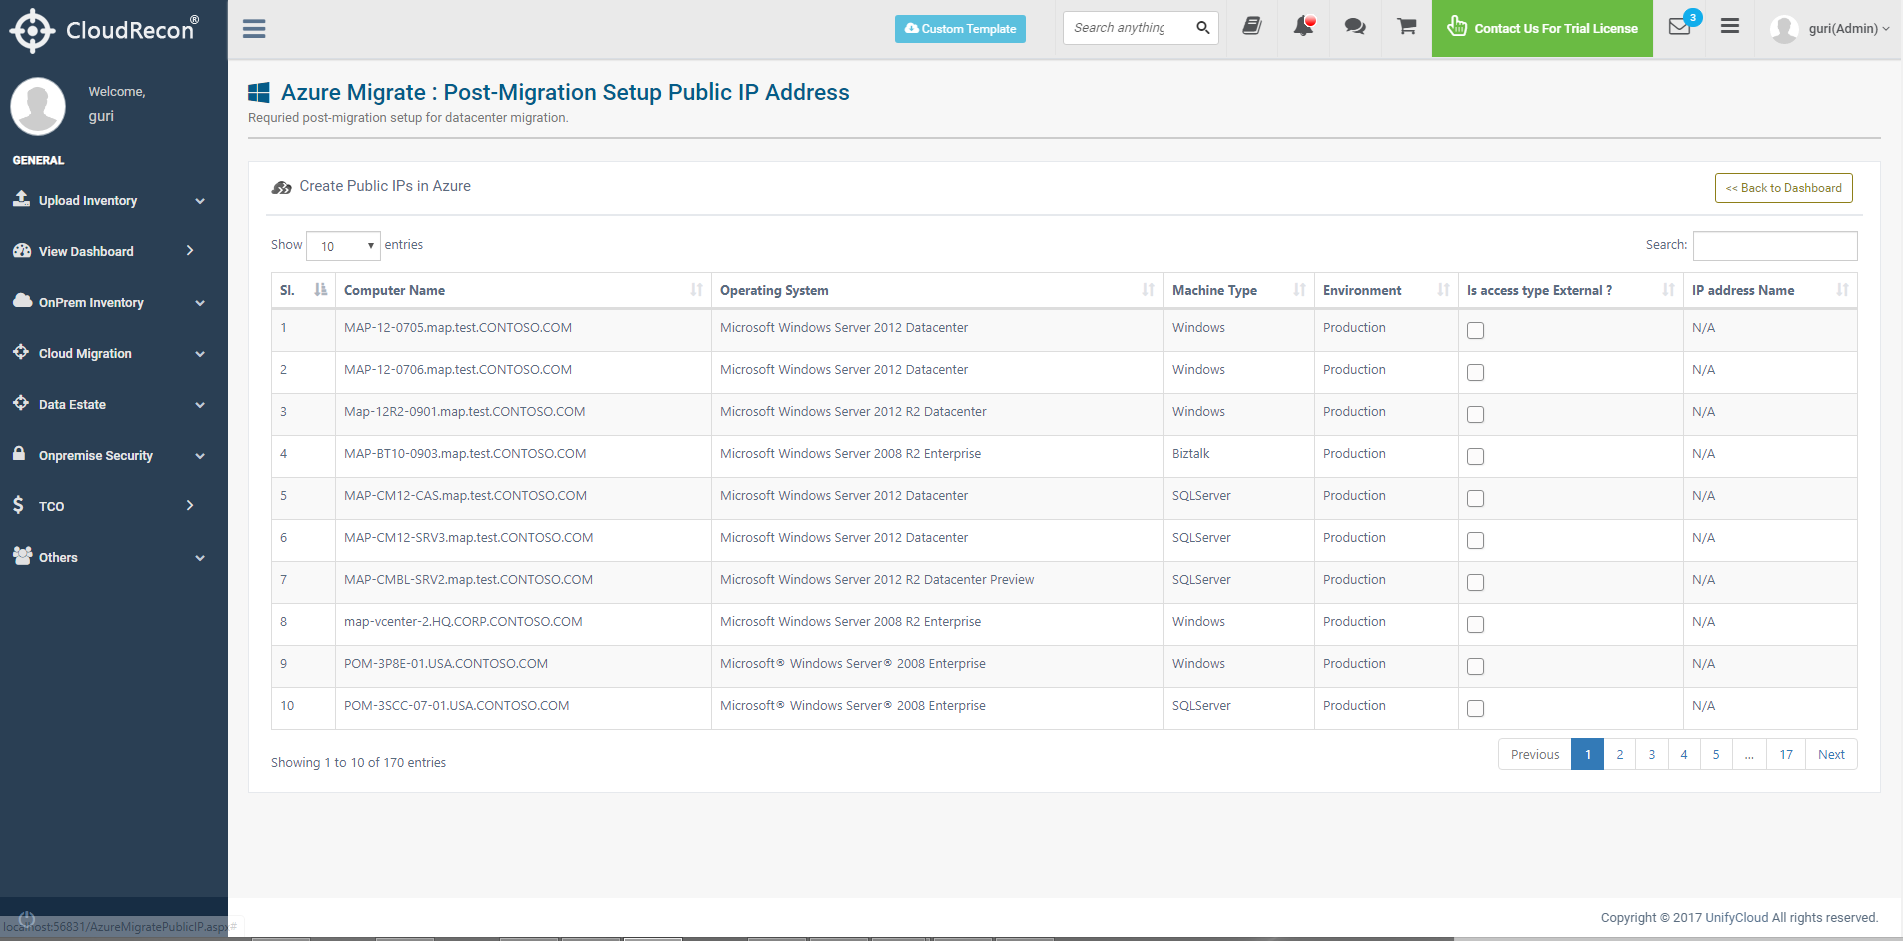 CloudRecon®
Custom Template
Search anything
Contact Us For Trial License
3
guri(Admin)
Welcome,
guri
GENERAL
Upload Inventory
View Dashboard
OnPrem Inventory
Cloud Migration
Data Estate
Onpremise Security
TCO
Others
Azure Migrate : Post-Migration Setup Public IP Address
Requried post-migration setup for datacenter migration.
Create Public IPs in Azure
<< Back to Dashboard
Show 10 entries
Search:
Sl. Computer Name Operating System Machine Type Environment Is access type External ? IP address Name
1 MAP-12-0705.map.test.CONTOSO.COM Microsoft Windows Server 2012 Datacenter Windows Production N/A
2 MAP-12-0706.map.test.CONTOSO.COM Microsoft Windows Server 2012 Datacenter Windows Production N/A
3 Map-12R2-0901.map.test.CONTOSO.COM Microsoft Windows Server 2012 R2 Datacenter Windows Production N/A
4 MAP-BT10-0903.map.test.CONTOSO.COM Microsoft Windows Server 2008 R2 Enterprise Biztalk Production N/A
5 MAP-CM12-CAS.map.test.CONTOSO.COM Microsoft Windows Server 2012 Datacenter SQLServer Production N/A
6 MAP-CM12-SRV3.map.test.CONTOSO.COM Microsoft Windows Server 2012 Datacenter SQLServer Production N/A
7 MAP-CMBL-SRV2.map.test.CONTOSO.COM Microsoft Windows Server 2012 R2 Datacenter Preview SQLServer Production N/A
8 map-vcenter-2.HQ.CORP.CONTOSO.COM Microsoft Windows Server 2008 R2 Enterprise Windows Production N/A
9 POM-3P8E-01.USA.CONTOSO.COM Microsoft® Windows Server® 2008 Enterprise Windows Production N/A
10 POM-3SCC-07-01.USA.CONTOSO.COM Microsoft® Windows Server® 2008 Enterprise SQLServer Production N/A
Showing 1 to 10 of 170 entries
Previous 1 2 3 4 5 ... 17 Next
Copyright © 2017 UnifyCloud All rights reserved.
localhost:56831/AzureMigratePublicIP.aspx#